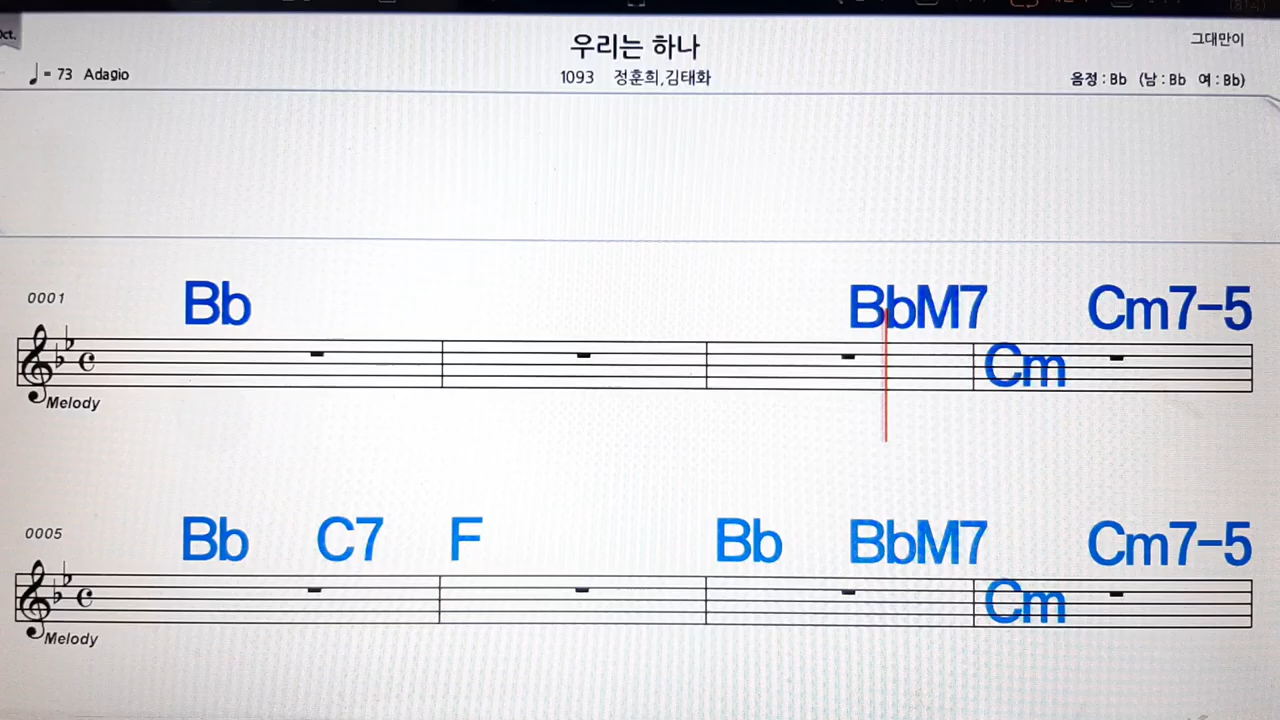 우리는 하나
그대만이
= 73 Adagio
1093 정훈희,김태화
음정 : Bb (남 : Bb 여 : Bb)
0001
Bb BbM7 Cm7-5
Cm
Melody
0005
Bb C7 F Bb BbM7 Cm7-5
Cm
Melody